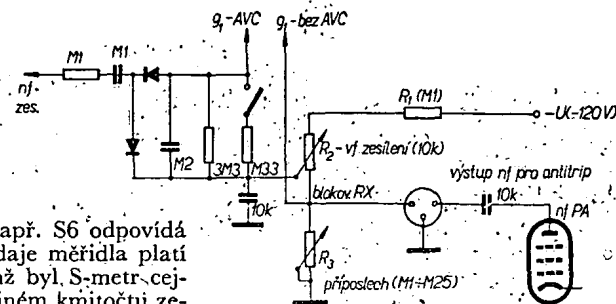 g₁-AVC
g₁-bez AVC
M1
M1
nf
zes.
M2
3M3
M33
10k
R₁ (M1)
-U(-120V)
R₂-vf. zesílení (10k)
výstup nf pro antitrip
10k
blokov. RX
nf PA
R₃
příposlech (M1÷M25)
apř. S6 odpovídá
daje měřidla platí
ž byl S-metr cej-
iném kmitočtu ze-